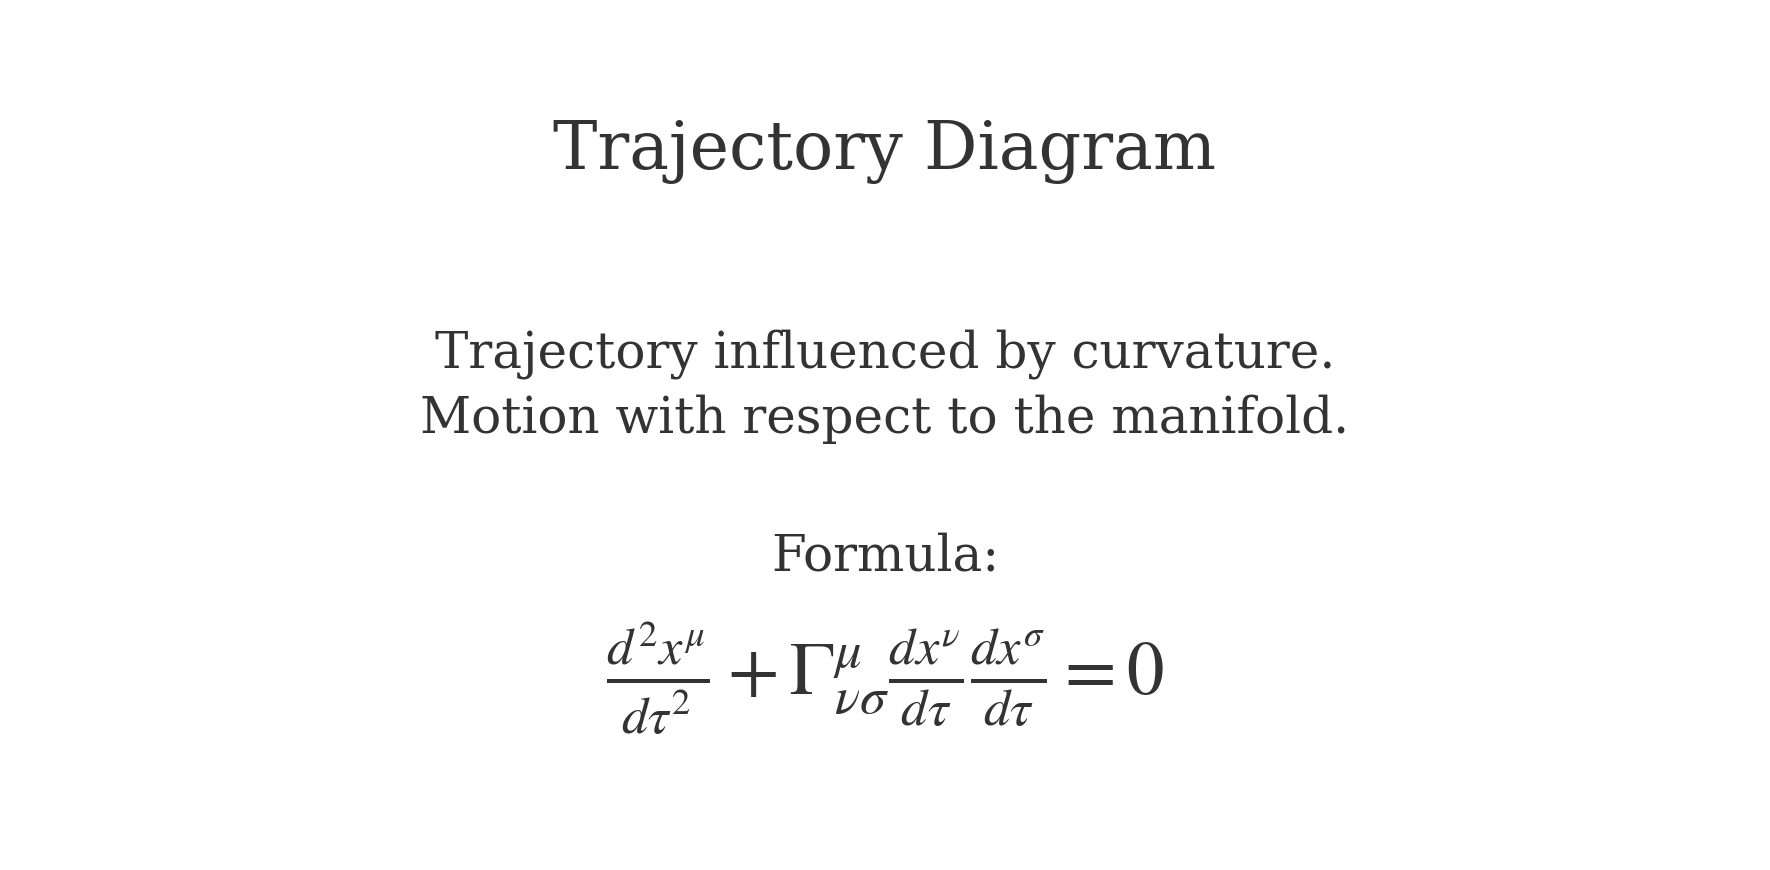 Trajectory Diagram
Trajectory influenced by curvature.
Motion with respect to the manifold.
Formula:
$\frac{d^2x^\mu}{d\tau^2} + \Gamma^\mu_{\nu\sigma} \frac{dx^\nu}{d\tau} \frac{dx^\sigma}{d\tau} = 0$